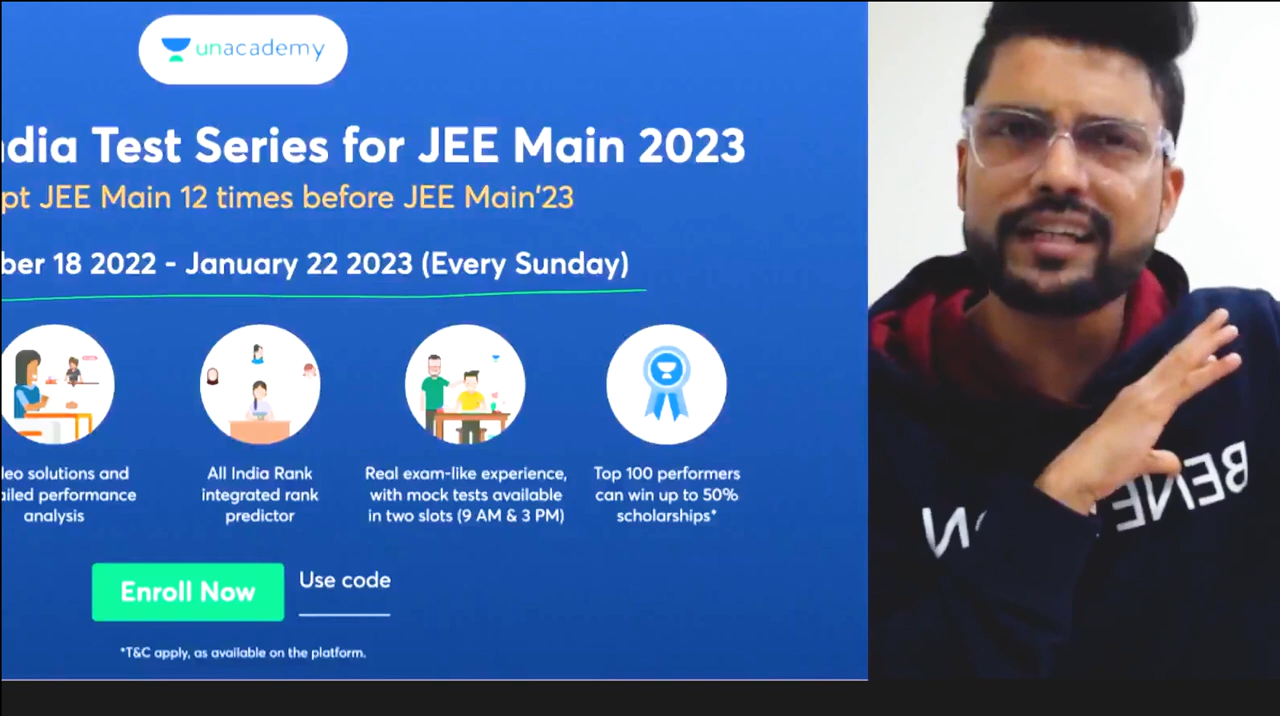 unacademy
ndia Test Series for JEE Main 2023
pt JEE Main 12 times before JEE Main'23
ber 18 2022 - January 22 2023 (Every Sunday)
eo solutions and
ailed performance
analysis
All India Rank
integrated rank
predictor
Real exam-like experience,
with mock tests available
in two slots (9 AM & 3 PM)
Top 100 performers
can win up to 50%
scholarships*
Enroll Now
Use code
*T&C apply, as available on the platform.